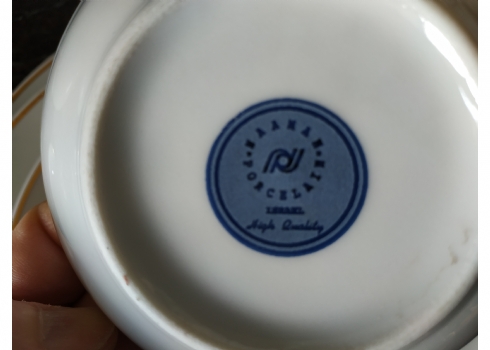 NAAMAN
PORCELAIN
ISRAEL
High Quality